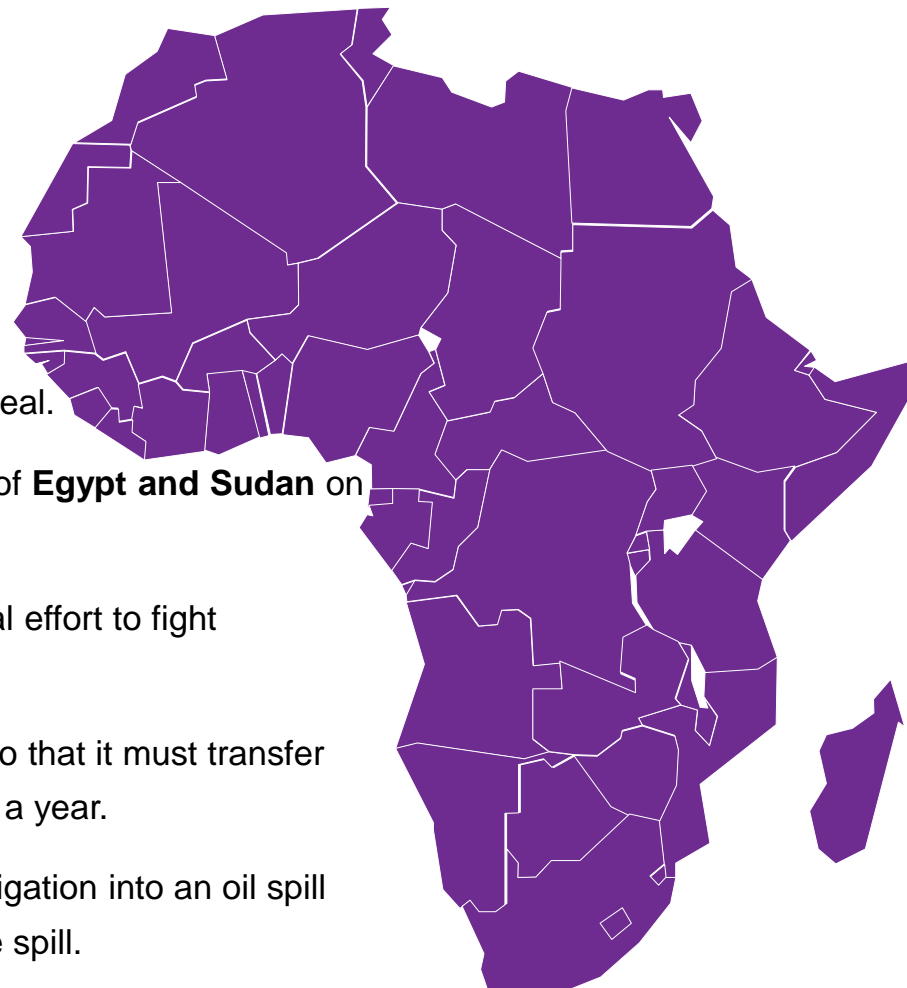 eal.
of Egypt and Sudan on
al effort to fight
o that it must transfer
a year.
igation into an oil spill
e spill.